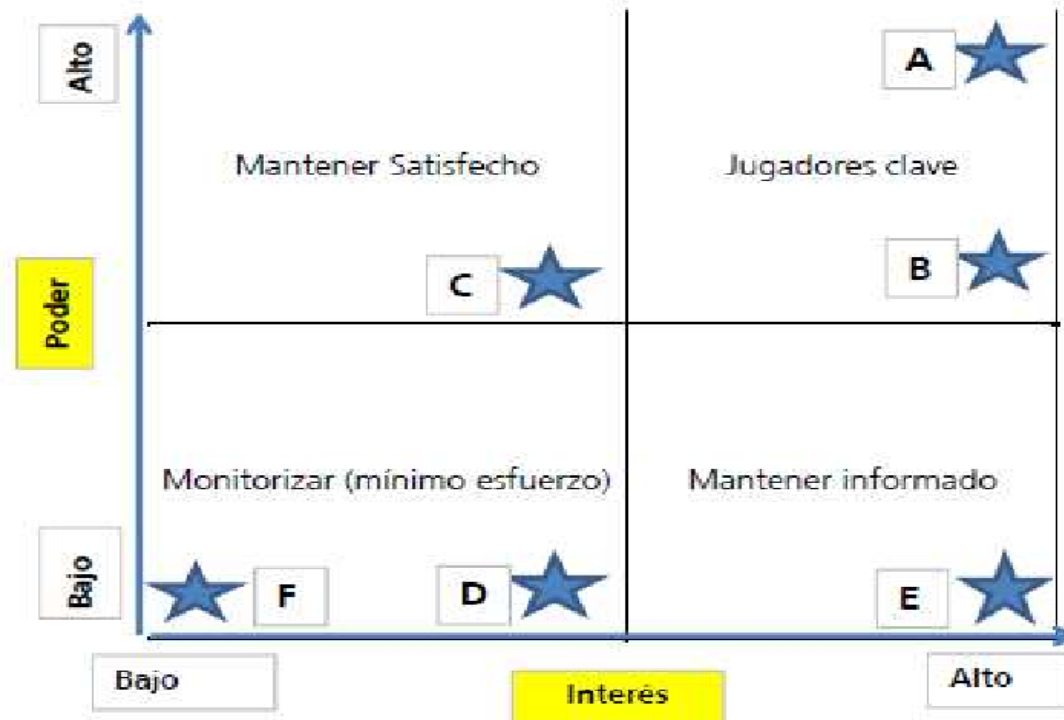 Alto
A
Mantener Satisfecho
Jugadores clave
B
C
Poder
Monitorizar (mínimo esfuerzo)
Mantener informado
Bajo
F
D
E
Bajo
Interés
Alto